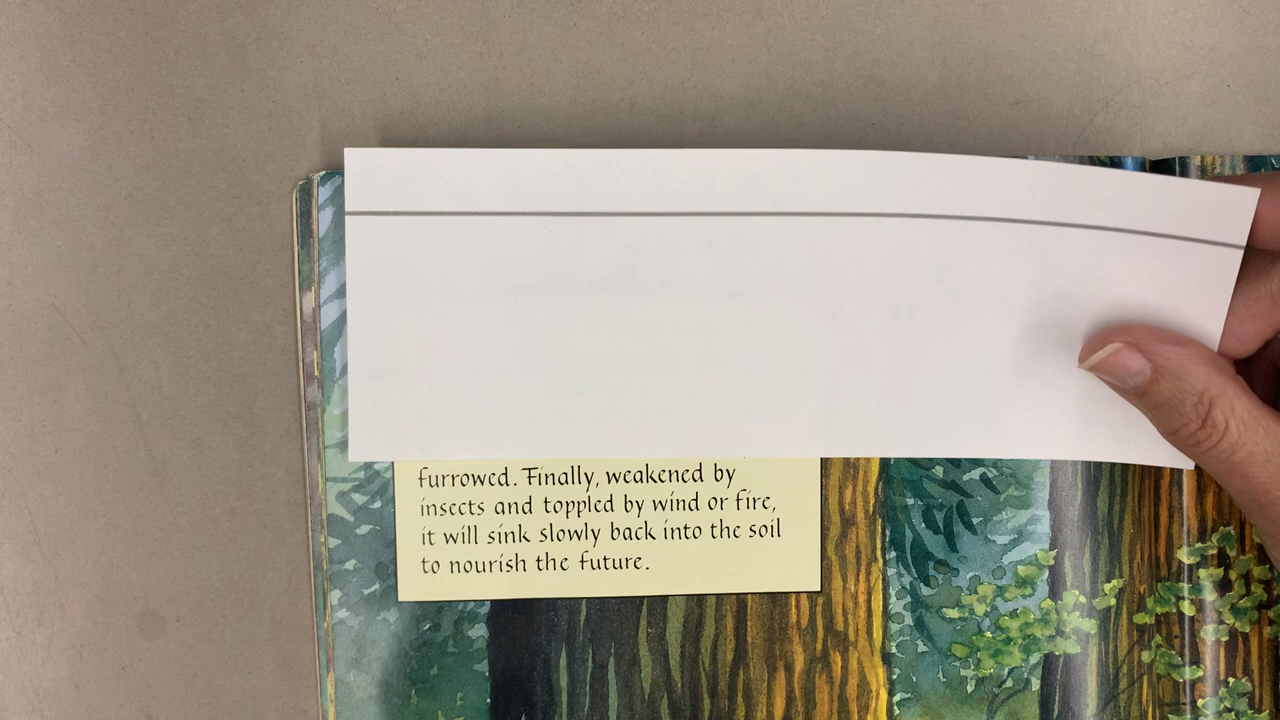 furrowed. Finally, weakened by
insects and toppled by wind or fire,
it will sink slowly back into the soil
to nourish the future.